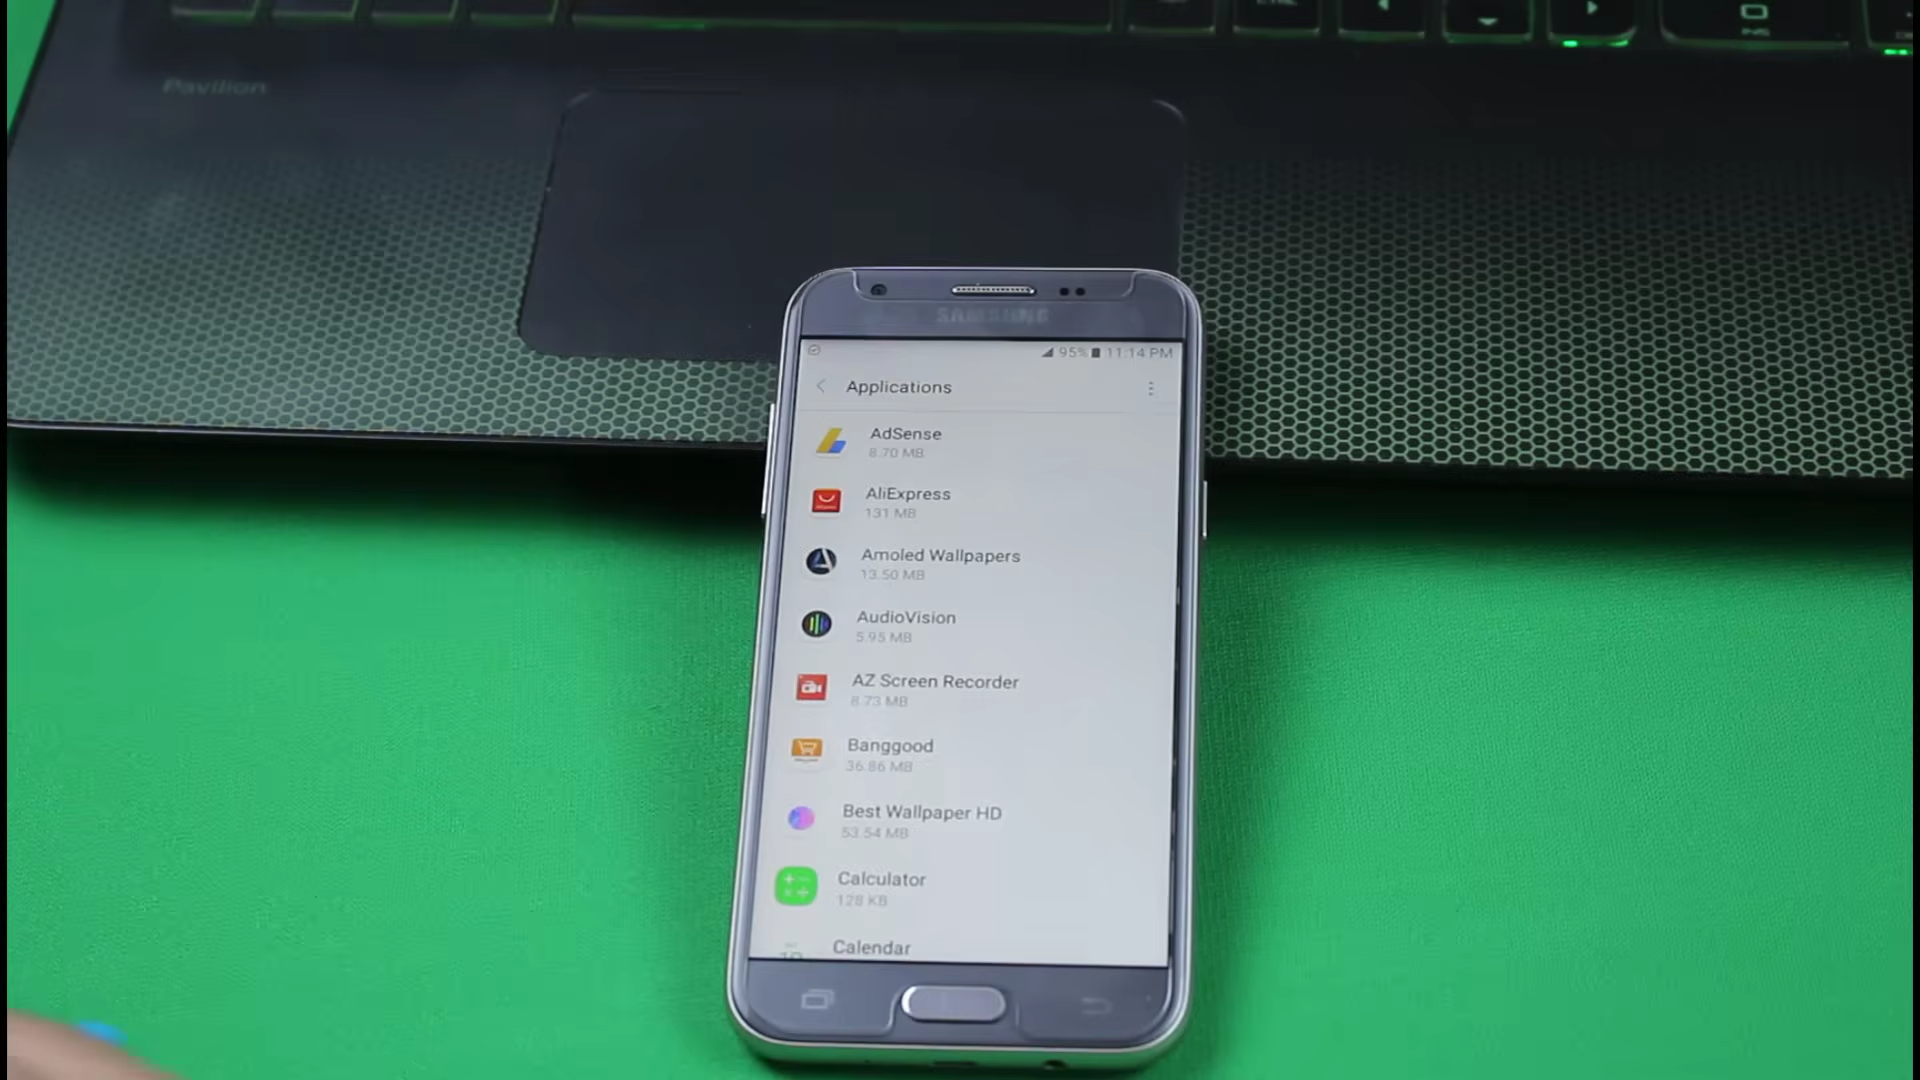 Pavilion
INS
SAMSUNG
95% 11:14 PM
Applications
AdSense
8.70 MB
AliExpress
131 MB
Amoled Wallpapers
13.50 MB
AudioVision
5.95 MB
AZ Screen Recorder
8.73 MB
Banggood
36.86 MB
Best Wallpaper HD
53.54 MB
Calculator
128 KB
Calendar